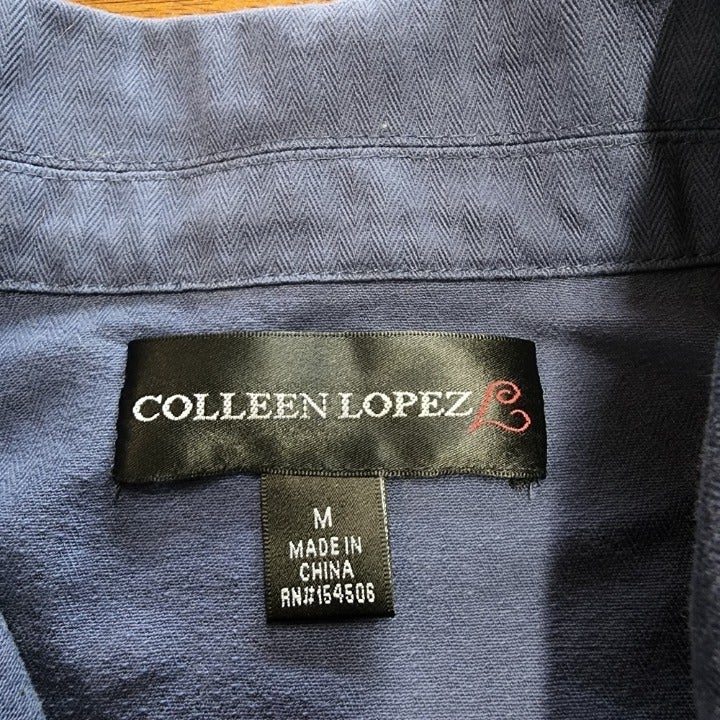 COLLEEN LOPEZ L
M
MADE IN
CHINA
RN#154506